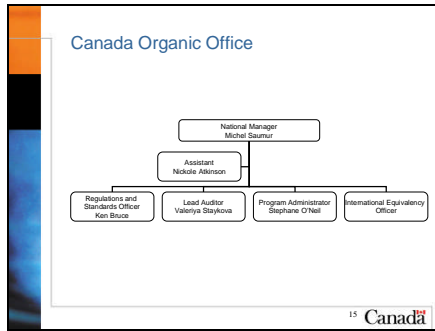 Canada Organic Office
National Manager
Michel Saumur
Assistant
Nickole Atkinson
Regulations and
Standards Officer
Ken Bruce
Lead Auditor
Valeriya Staykova
Program Administrator
Stephane O'Neil
International Equivalency
Officer
15
Canada